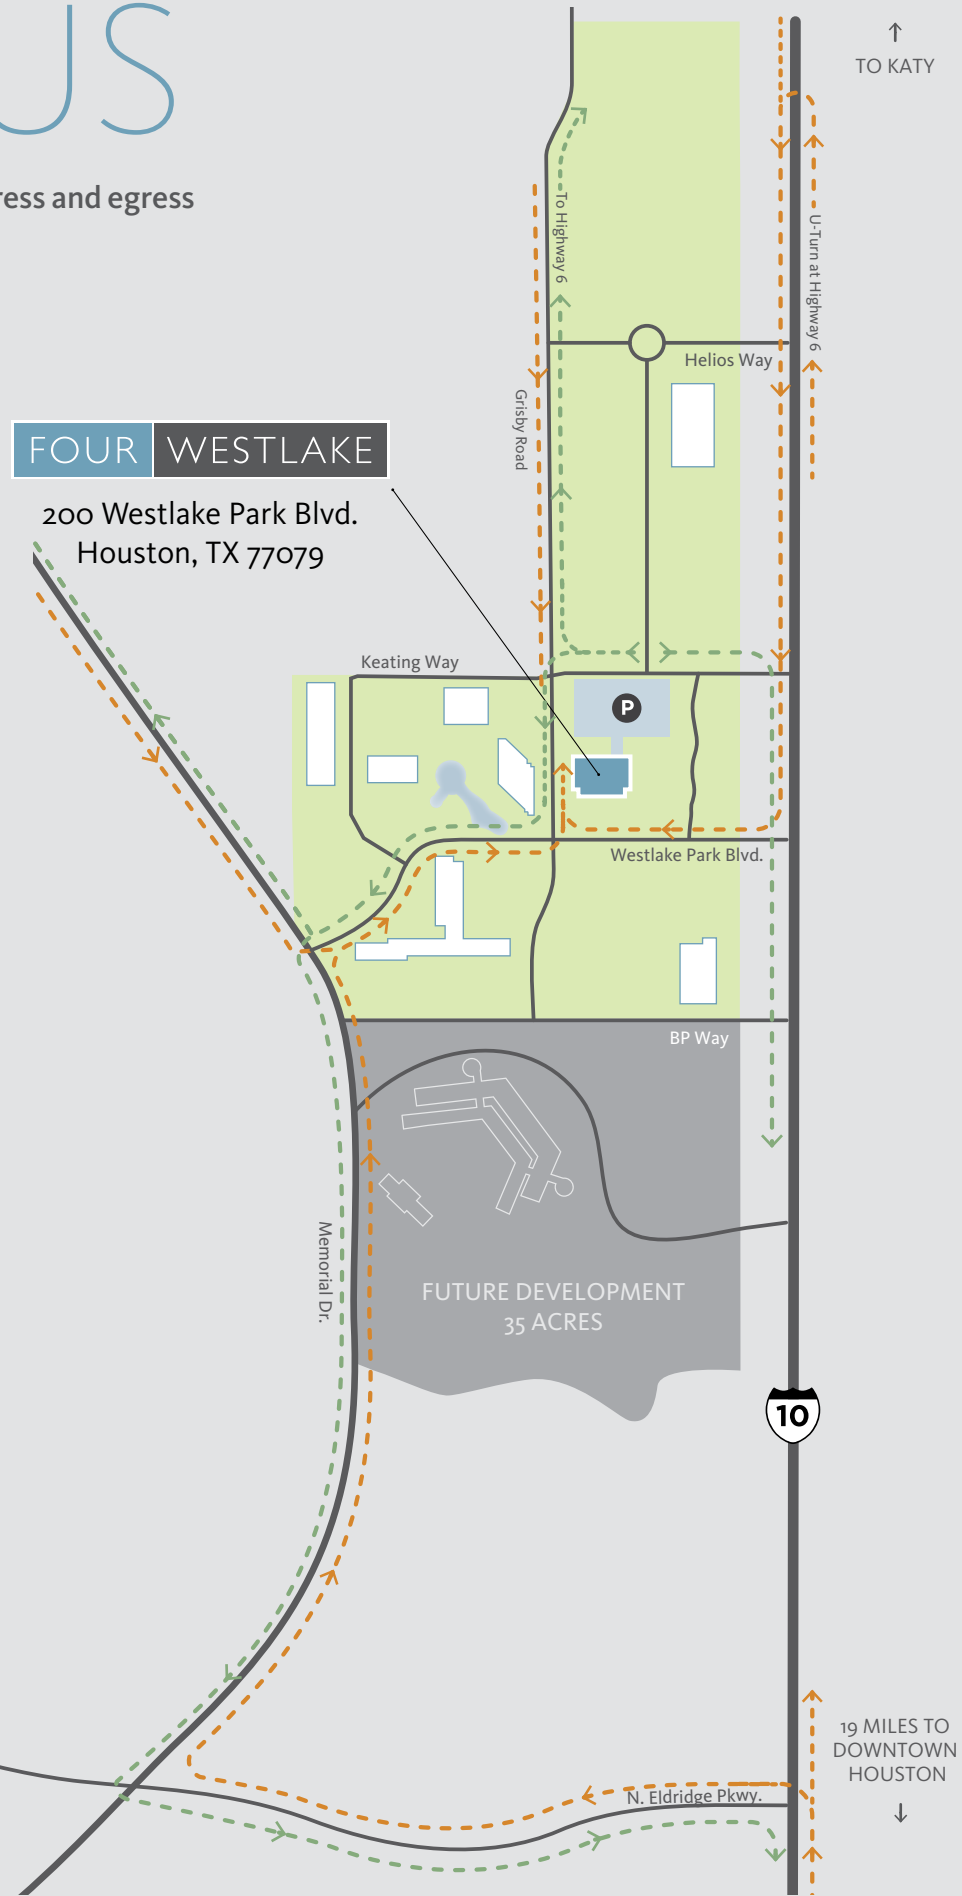 US
ress and egress
↑
TO KATY
To Highway 6
U-Turn at Highway 6
Helios Way
Grisby Road
FOUR WESTLAKE
200 Westlake Park Blvd.
Houston, TX 77079
Keating Way
P
Westlake Park Blvd.
BP Way
Memorial Dr.
FUTURE DEVELOPMENT
35 ACRES
10
19 MILES TO
DOWNTOWN
HOUSTON
↓
N. Eldridge Pkwy.